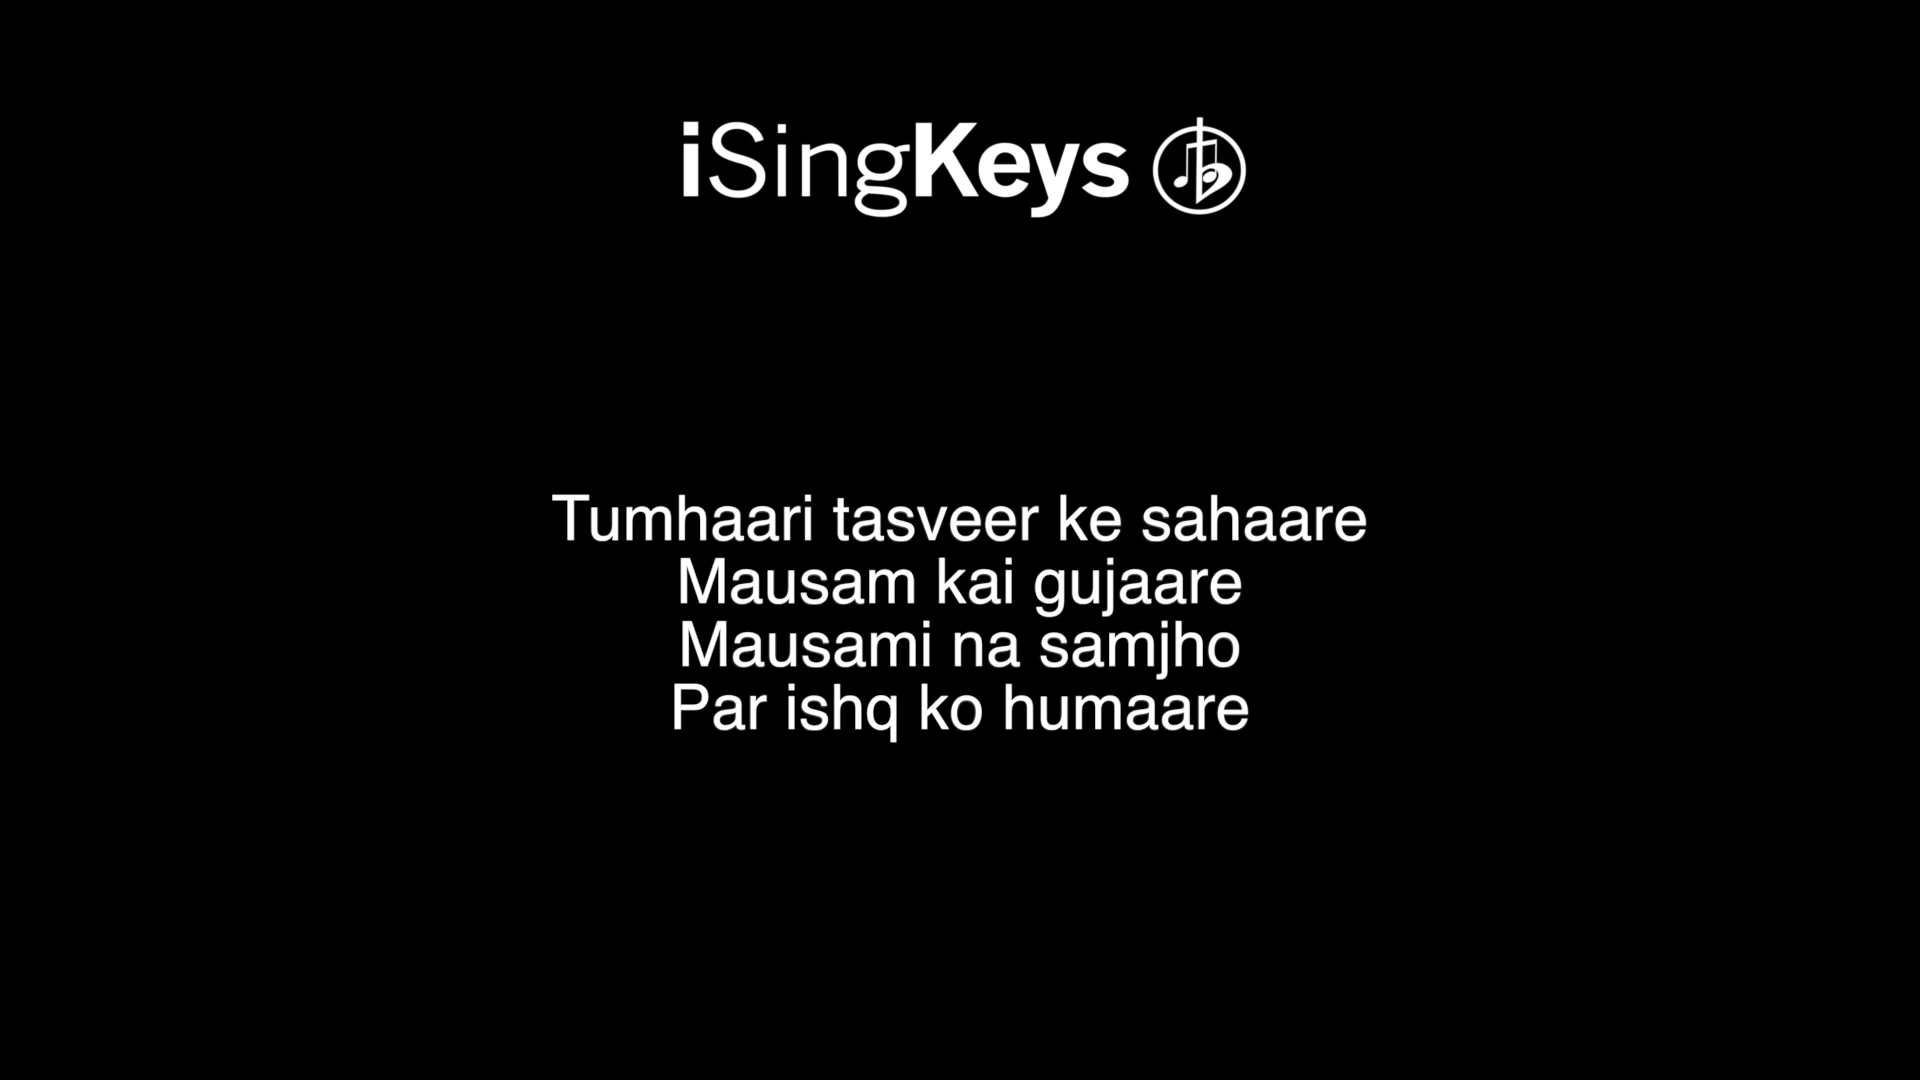 iSingKeys
Tumhaari tasveer ke sahaare
Mausam kai gujaare
Mausami na samjho
Par ishq ko humaare